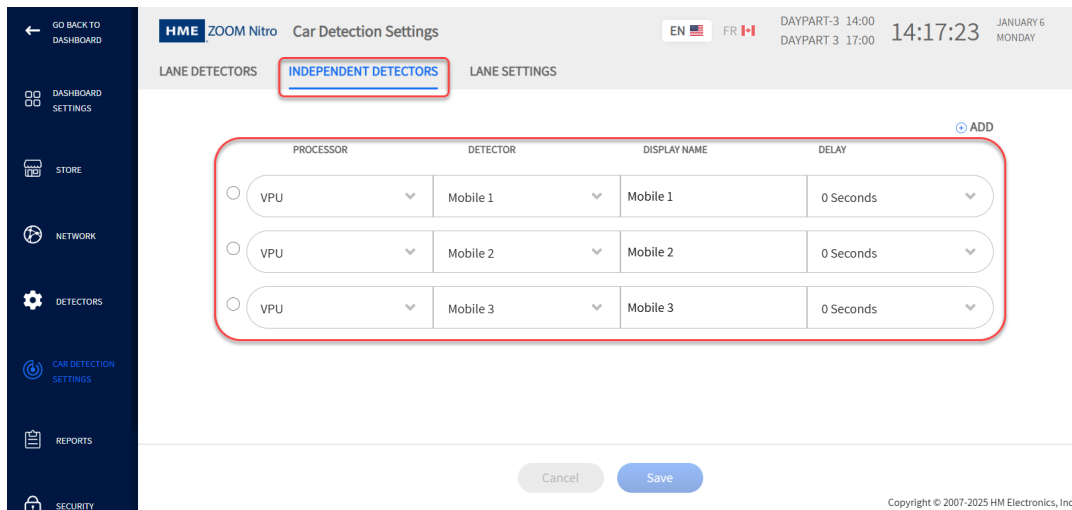 GO BACK TO
DASHBOARD
HME ZOOM Nitro Car Detection Settings EN FR DAYPART-3 14:00
DAYPART 3 17:00 14:17:23 JANUARY 6
MONDAY
LANE DETECTORS INDEPENDENT DETECTORS LANE SETTINGS
DASHBOARD
SETTINGS
STORE
NETWORK
DETECTORS
CAR DETECTION
SETTINGS
REPORTS
SECURITY
ADD
PROCESSOR DETECTOR DISPLAY NAME DELAY
VPU Mobile 1 Mobile 1 0 Seconds
VPU Mobile 2 Mobile 2 0 Seconds
VPU Mobile 3 Mobile 3 0 Seconds
Cancel Save
Copyright © 2007-2025 HM Electronics, Inc